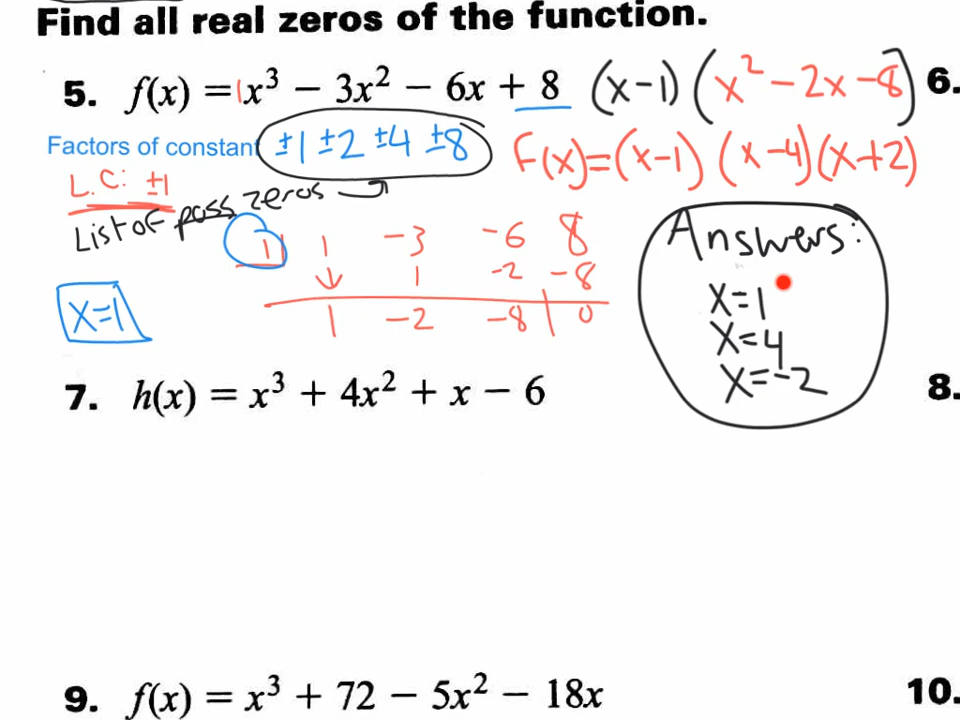 Find all real zeros of the function.
5. f(x) = 1x³ − 3x² − 6x + 8 (x-1) (x² - 2x - 8) 6.
Factors of constant ±1 ±2 ±4 ±8 F(x)=(x-1) (x-4)(x+2)
L.C: ±1
List of poss zeros
1 1 -3 -6 8
1 -2 -8
1 -2 -8 0
x=1
Answers:
x=1
x=4
x=-2
7. h(x) = x³ + 4x² + x − 6 8.
9. f(x) = x³ + 72 − 5x² − 18x 10.